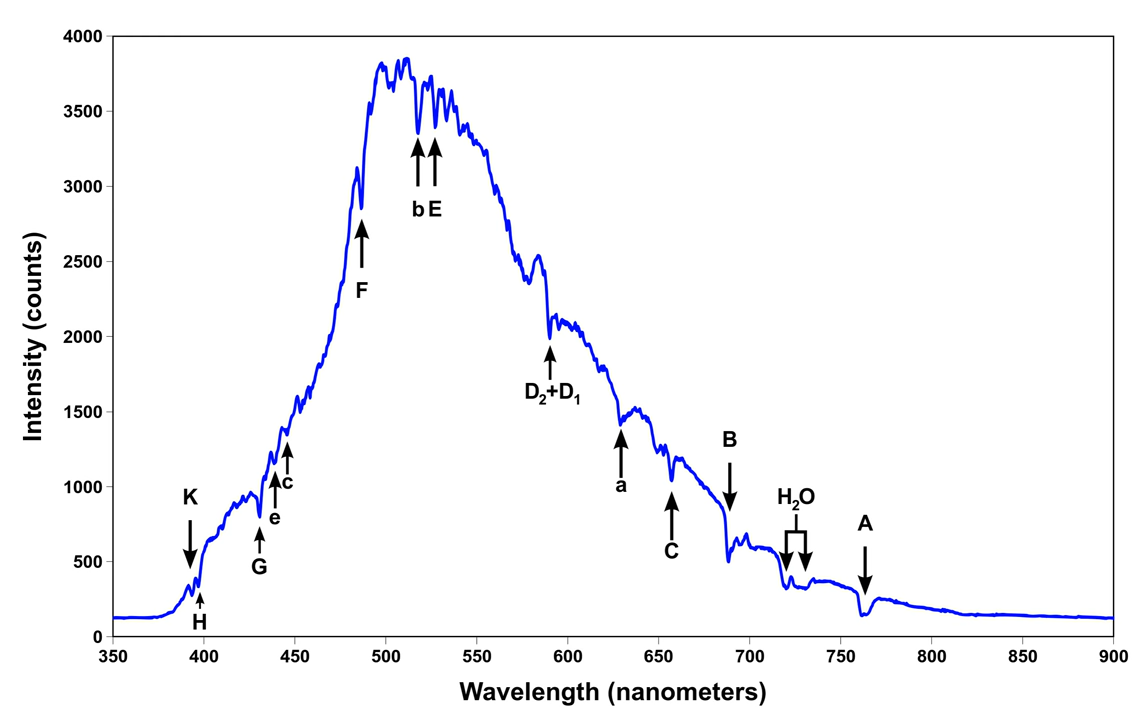 4000
3500
3000
2500
2000
1500
1000
500
0
Intensity (counts)
K
H
G
e
c
F
b E
D₂+D₁
a
C
B
H₂O
A
350 400 450 500 550 600 650 700 750 800 850 900
Wavelength (nanometers)